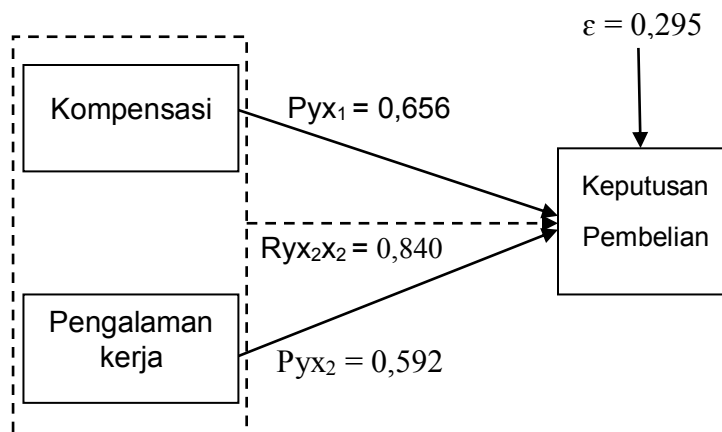 ε = 0,295
Kompensasi
Pyx₁ = 0,656
Keputusan
Pembelian
Ryx₂x₂ = 0,840
Pengalaman
kerja
Pyx₂ = 0,592